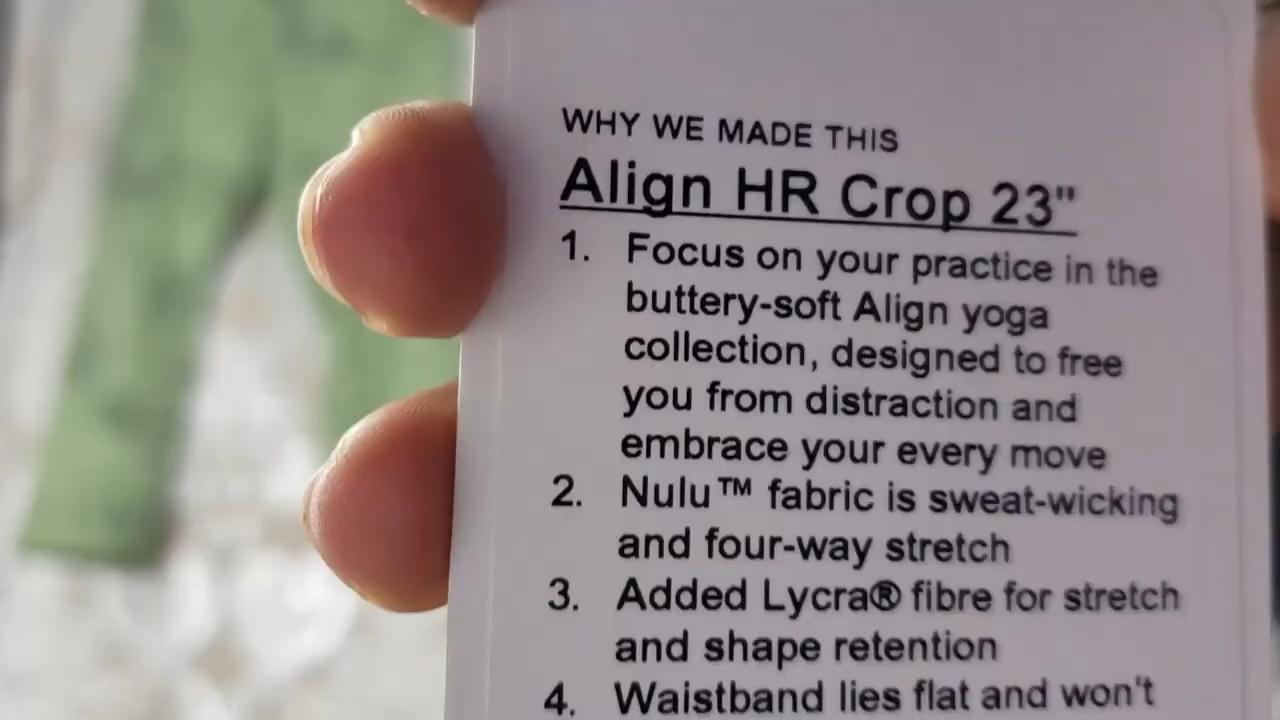 WHY WE MADE THIS
Align HR Crop 23"
1. Focus on your practice in the
buttery-soft Align yoga
collection, designed to free
you from distraction and
embrace your every move
2. Nulu™ fabric is sweat-wicking
and four-way stretch
3. Added Lycra® fibre for stretch
and shape retention
4. Waistband lies flat and won't